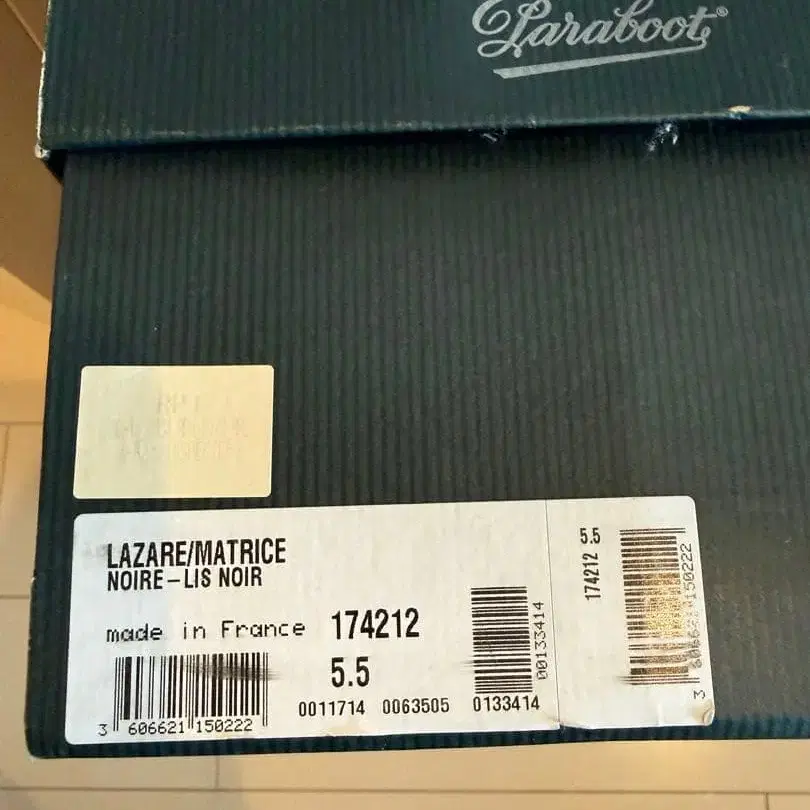 Paraboot®
LAZARE/MATRICE
NOIRE-LIS NOIR
made in France 174212
5.5
3 606621 150222
0011714 0063505 0133414
00133414
5.5
174212
3 606621 150222